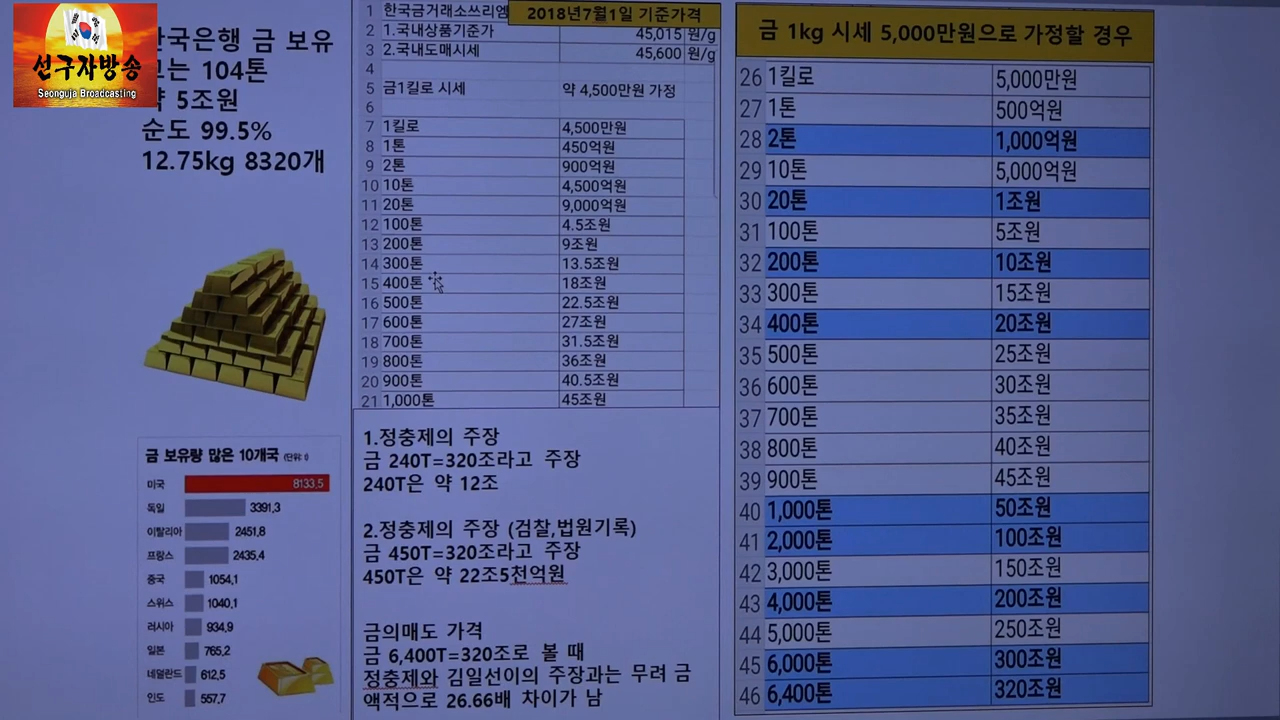 선구자방송
Seonguja Broadcasting
한국은행 금 보유
고는 104톤
약 5조원
순도 99.5%
12.75kg 8320개
금 보유량 많은 10개국 (단위: t)
미국 8133,5
독일 3391,3
이탈리아 2451,8
프랑스 2435,4
중국 1054,1
스위스 1040,1
러시아 934,9
일본 765,2
네덜란드 612,5
인도 557,7
1 한국금거래소쓰리엠 2018년7월1일 기준가격
2 1.국내상품기준가 45,015 원/g
3 2.국내도매시세 45,600 원/g
4
5 금1킬로 시세 약 4,500만원 가정
6
7 1킬로 4,500만원
8 1톤 450억원
9 2톤 900억원
10 10톤 4,500억원
11 20톤 9,000억원
12 100톤 4.5조원
13 200톤 9조원
14 300톤 13.5조원
15 400톤 18조원
16 500톤 22.5조원
17 600톤 27조원
18 700톤 31.5조원
19 800톤 36조원
20 900톤 40.5조원
21 1,000톤 45조원
1.정충제의 주장
금 240T=320조라고 주장
240T은 약 12조
2.정충제의 주장 (검찰,법원기록)
금 450T=320조라고 주장
450T은 약 22조5천억원
금의매도 가격
금 6,400T=320조로 볼 때
정충제와 김일선이의 주장과는 무려 금
액적으로 26.66배 차이가 남
금 1kg 시세 5,000만원으로 가정할 경우
26 1킬로 5,000만원
27 1톤 500억원
28 2톤 1,000억원
29 10톤 5,000억원
30 20톤 1조원
31 100톤 5조원
32 200톤 10조원
33 300톤 15조원
34 400톤 20조원
35 500톤 25조원
36 600톤 30조원
37 700톤 35조원
38 800톤 40조원
39 900톤 45조원
40 1,000톤 50조원
41 2,000톤 100조원
42 3,000톤 150조원
43 4,000톤 200조원
44 5,000톤 250조원
45 6,000톤 300조원
46 6,400톤 320조원